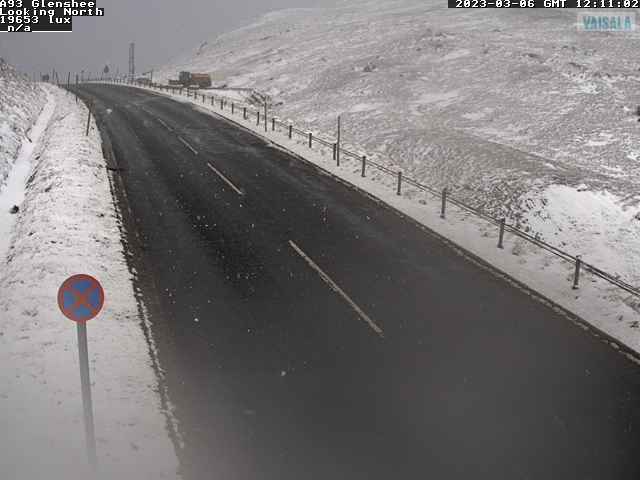 A93 Glenshee
Looking North
19653 lux
n/a
2023-03-06 GMT 12:11:02
VAISALA